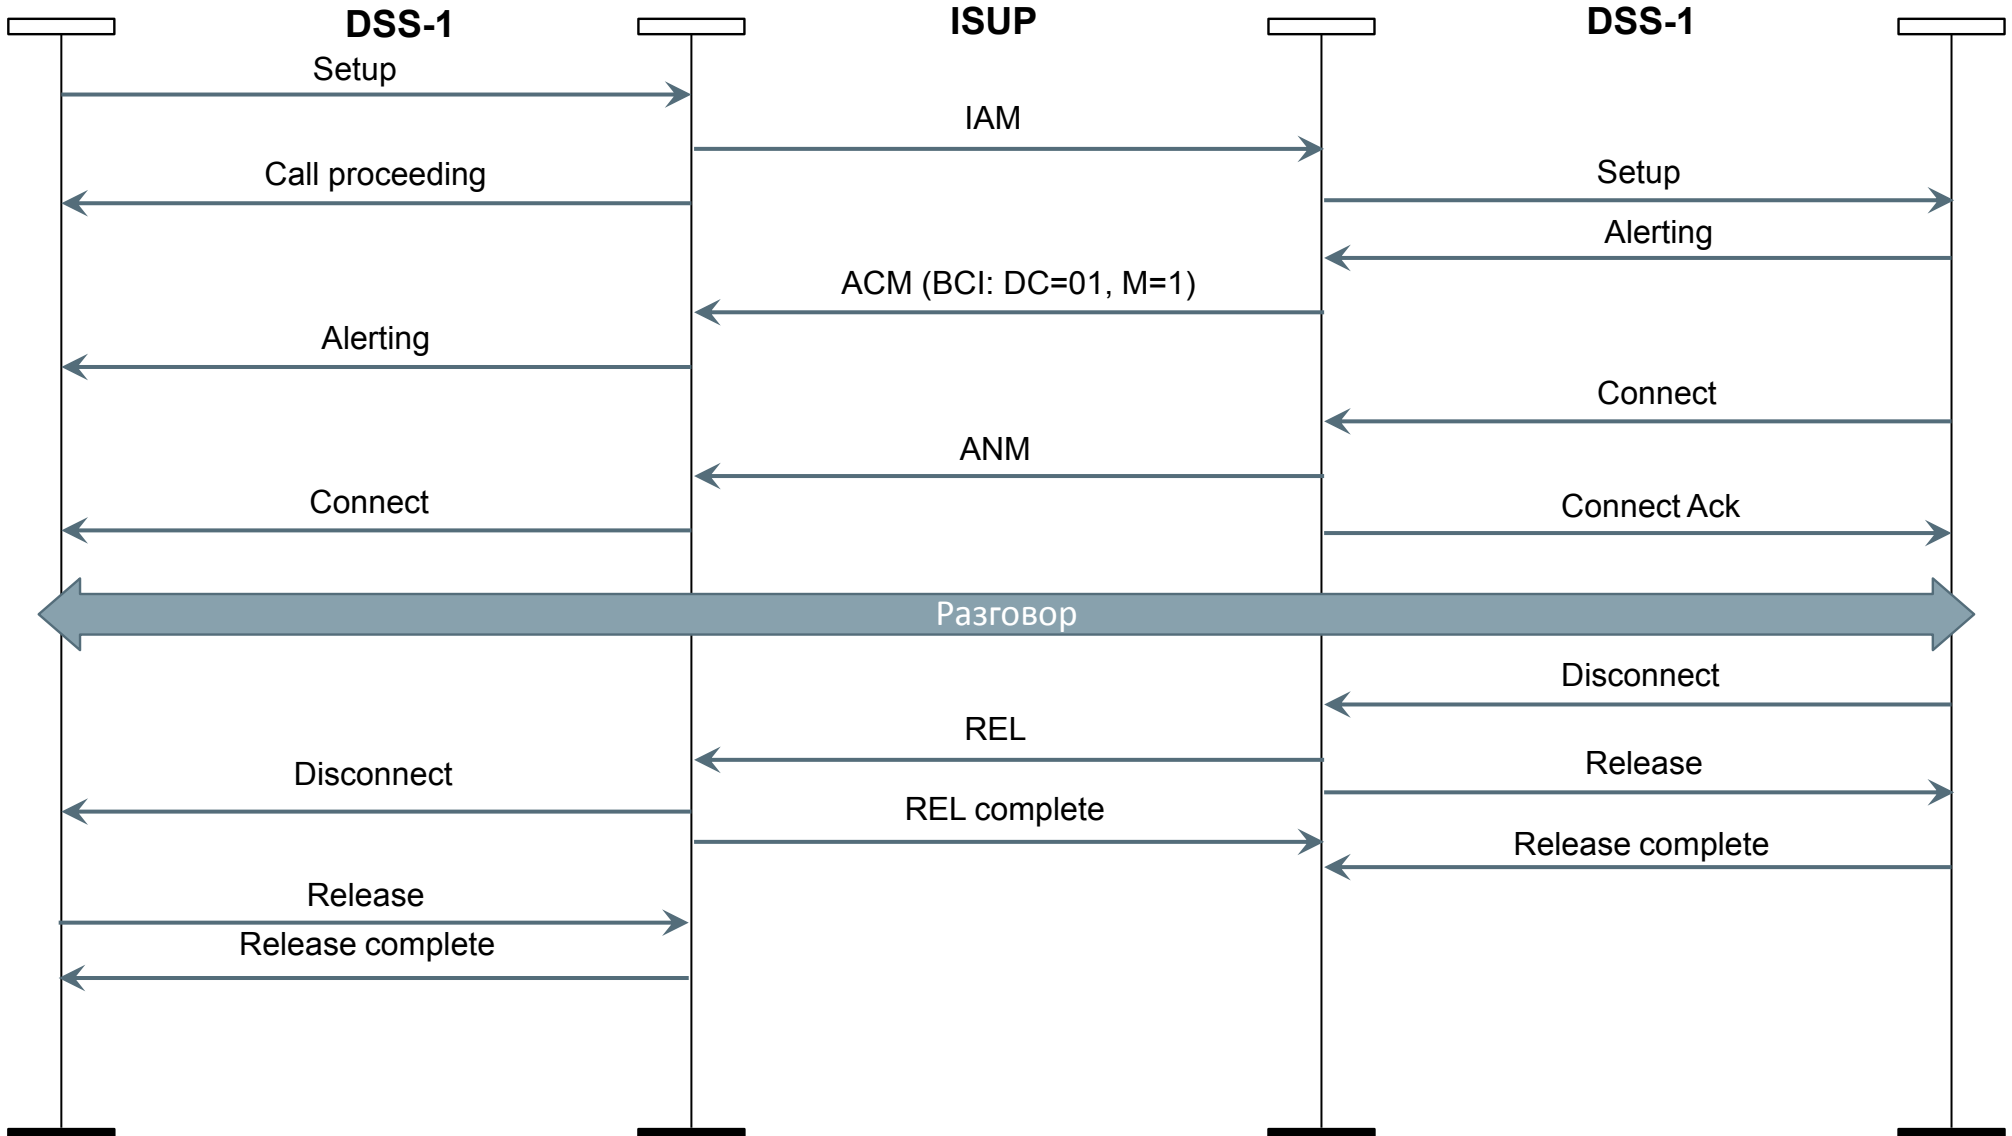 DSS-1
ISUP
DSS-1
Setup
IAM
Call proceeding
Setup
Alerting
ACM (BCI: DC=01, M=1)
Alerting
Connect
ANM
Connect
Connect Ack
Разговор
Disconnect
REL
Release
Disconnect
REL complete
Release complete
Release
Release complete